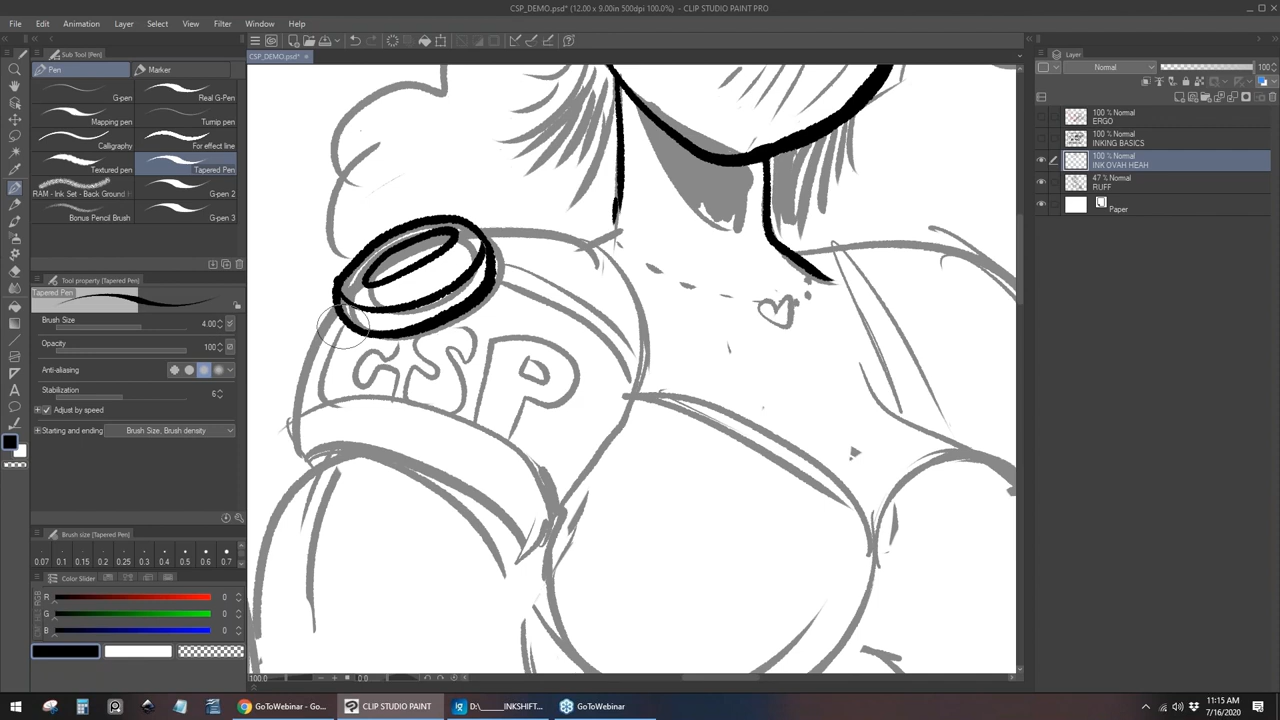 CSP_DEMO.psd* (12.00 x 9.00in 500dpi 100.0%) - CLIP STUDIO PAINT PRO
File Edit Animation Layer Select View Filter Window Help
CSP_DEMO.psd*
Sub Tool [Pen]
Pen Marker
G-pen Real G-Pen
Mapping pen Turnip pen
Calligraphy For effect line
Textured pen Tapered Pen
RAM - Ink Set - Back Ground G-pen 2
Bonus Pencil Brush G-pen 3
Tool property [Tapered Pen]
Tapered Pen
Brush Size 4.00
Opacity 100
Anti-aliasing
Stabilization 6
Adjust by speed
Starting and ending Brush Size, Brush density
Brush size [Tapered Pen]
0.07 0.1 0.15 0.2 0.25 0.3 0.4 0.5 0.6 0.7
Color Slider
R 0
G 0
B 0
CSP
100.0 0.0
Layer
Normal 100
100 % Normal
ERGO
100 % Normal
INKING BASICS
100 % Normal
INK OVAH HEAH
47 % Normal
RUFF
Paper
GoToWebinar - Go... CLIP STUDIO PAINT D:\_____INKSHIFT... GoToWebinar
11:15 AM
7/16/2020